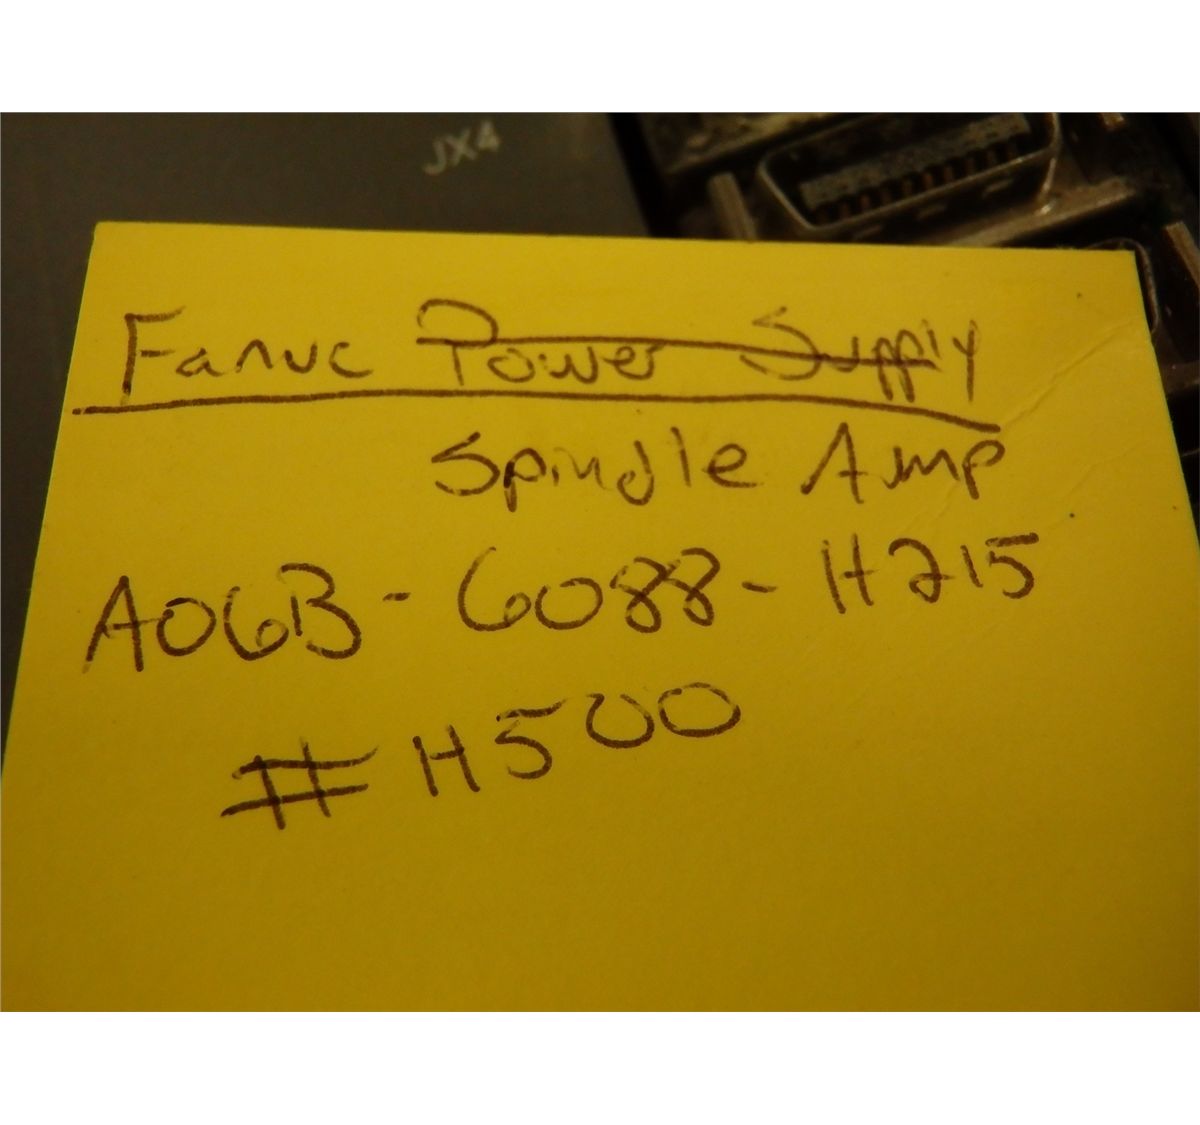 JX4
Fanuc Power Supply
Spindle Amp
A06B-6088-H215
#H500